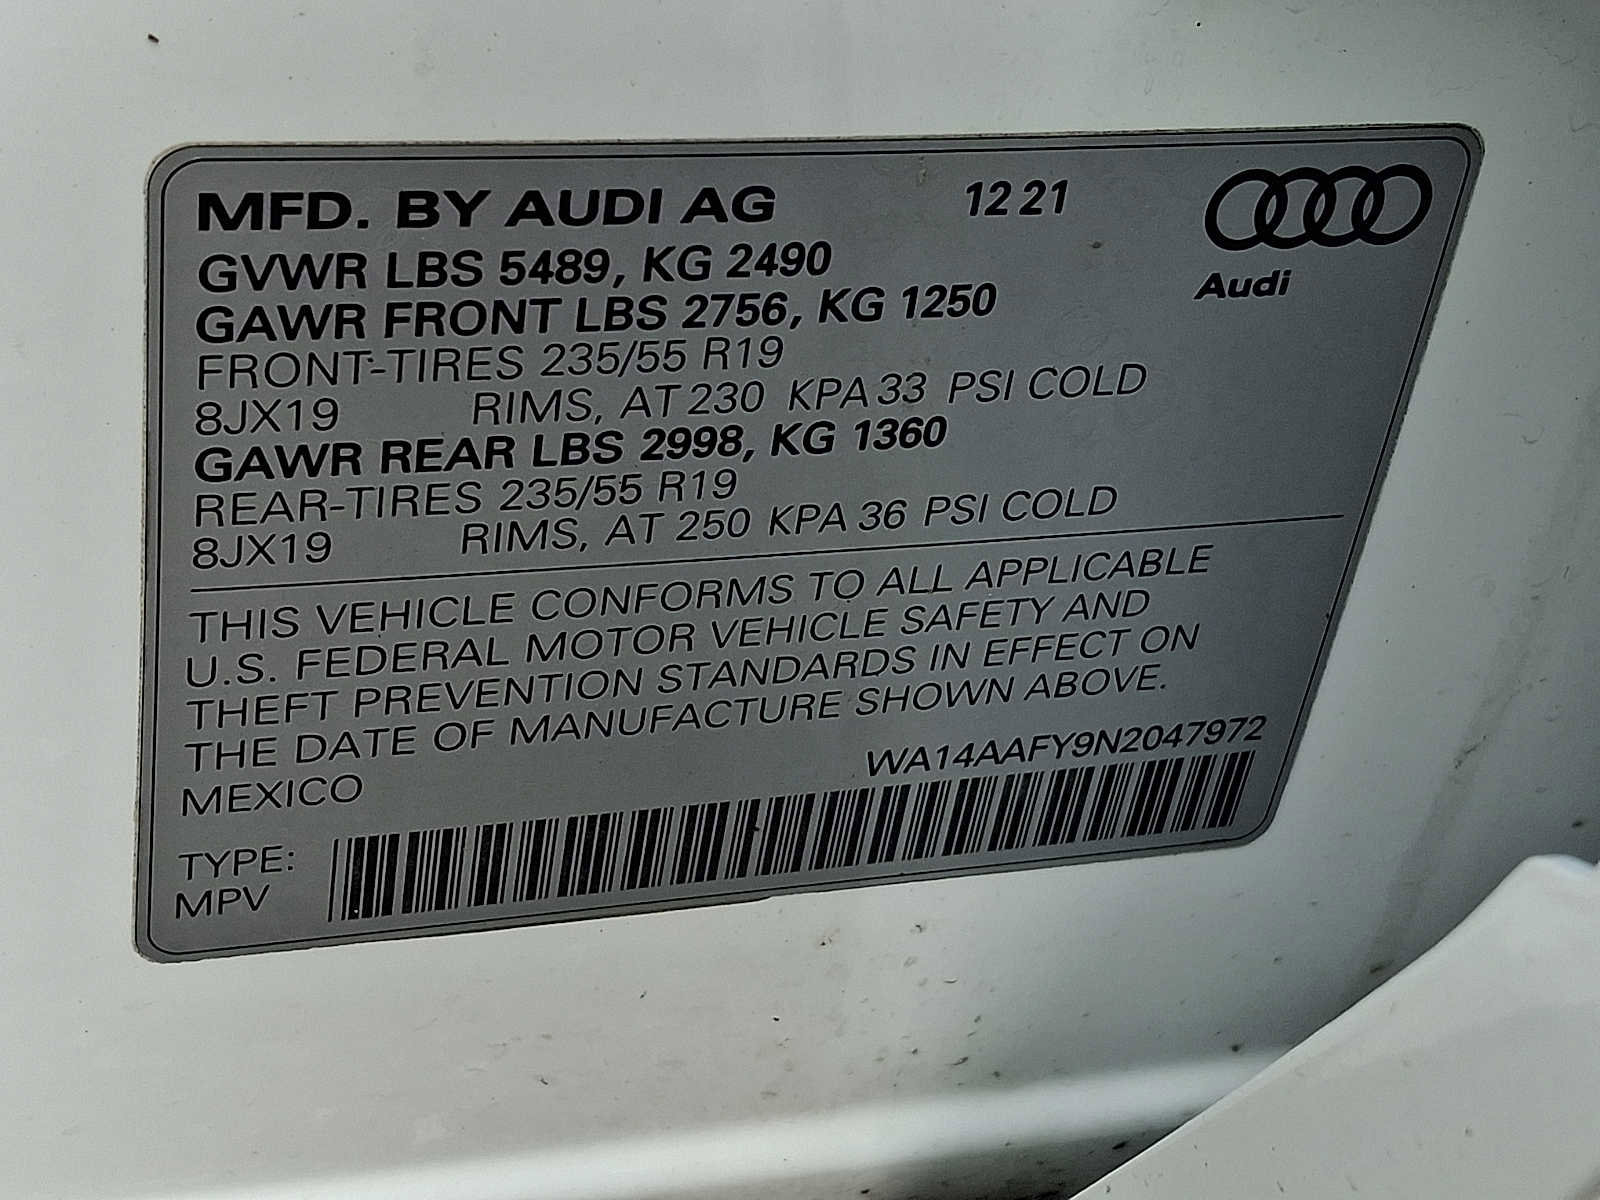 MFD. BY AUDI AG 12 21
GVWR LBS 5489, KG 2490
Audi
GAWR FRONT LBS 2756, KG 1250
FRONT-TIRES 235/55 R19
8JX19 RIMS, AT 230 KPA 33 PSI COLD
GAWR REAR LBS 2998, KG 1360
REAR-TIRES 235/55 R19
8JX19 RIMS, AT 250 KPA 36 PSI COLD
THIS VEHICLE CONFORMS TO ALL APPLICABLE
U.S. FEDERAL MOTOR VEHICLE SAFETY AND
THEFT PREVENTION STANDARDS IN EFFECT ON
THE DATE OF MANUFACTURE SHOWN ABOVE.
MEXICO WA14AAFY9N2047972
TYPE:
MPV